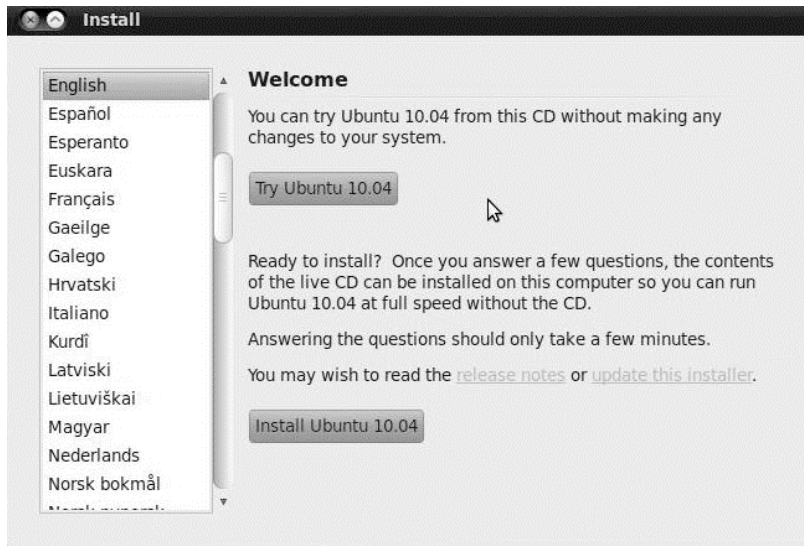 Install
English
Español
Esperanto
Euskara
Français
Gaeilge
Galego
Hrvatski
Italiano
Kurdî
Latviski
Lietuviškai
Magyar
Nederlands
Norsk bokmål
Welcome
You can try Ubuntu 10.04 from this CD without making any
changes to your system.
Try Ubuntu 10.04
Ready to install? Once you answer a few questions, the contents
of the live CD can be installed on this computer so you can run
Ubuntu 10.04 at full speed without the CD.
Answering the questions should only take a few minutes.
You may wish to read the release notes or update this installer.
Install Ubuntu 10.04